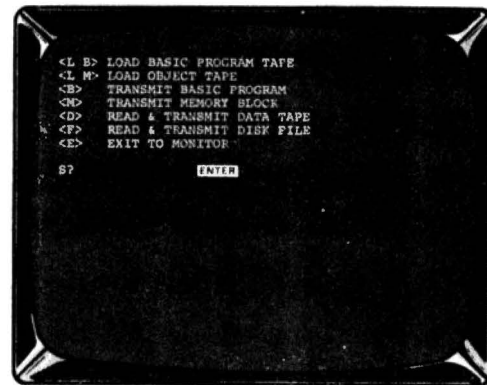 <L B> LOAD BASIC PROGRAM TAPE
<L M> LOAD OBJECT TAPE
<B> TRANSMIT BASIC PROGRAM
<M> TRANSMIT MEMORY BLOCK
<D> READ & TRANSMIT DATA TAPE
<F> READ & TRANSMIT DISK FILE
<E> EXIT TO MONITOR
S? ENTER